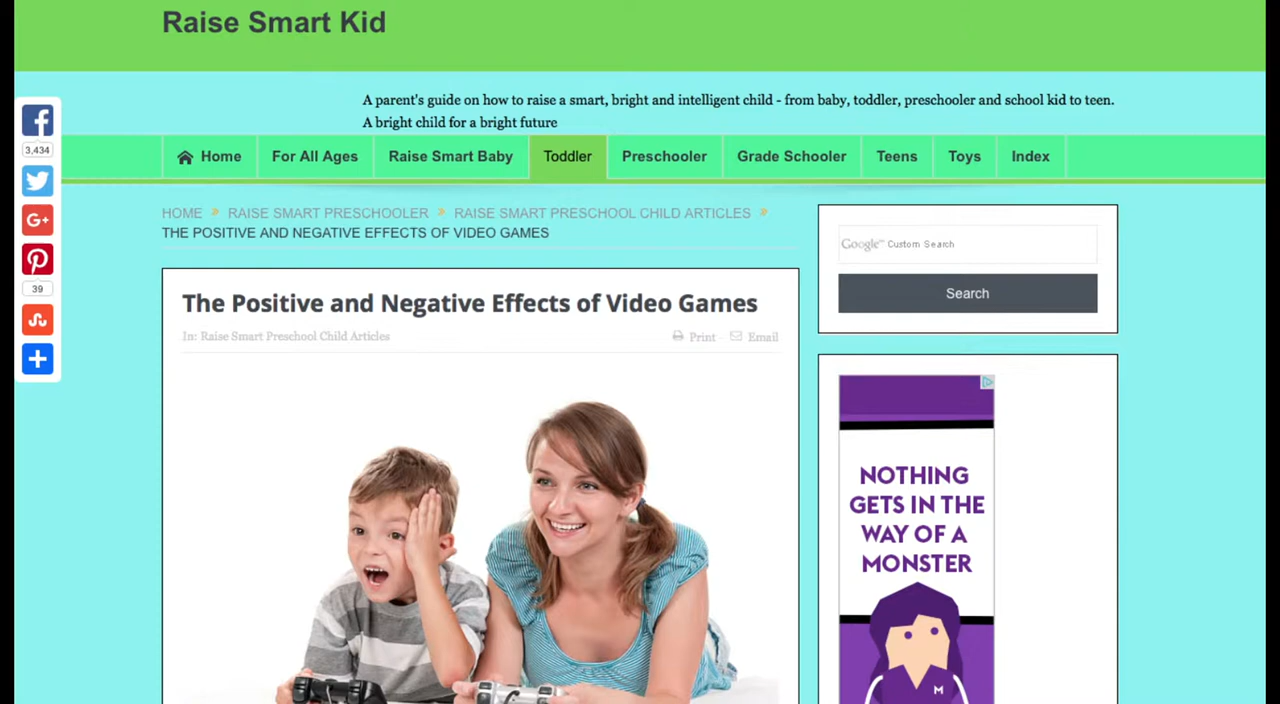 Raise Smart Kid
A parent's guide on how to raise a smart, bright and intelligent child - from baby, toddler, preschooler and school kid to teen.
A bright child for a bright future
3,434
39
Home
For All Ages
Raise Smart Baby
Toddler
Preschooler
Grade Schooler
Teens
Toys
Index
HOME
RAISE SMART PRESCHOOLER
RAISE SMART PRESCHOOL CHILD ARTICLES
THE POSITIVE AND NEGATIVE EFFECTS OF VIDEO GAMES
The Positive and Negative Effects of Video Games
In: Raise Smart Preschool Child Articles
Print
Email
Google™ Custom Search
Search
NOTHING
GETS IN THE
WAY OF A
MONSTER
M